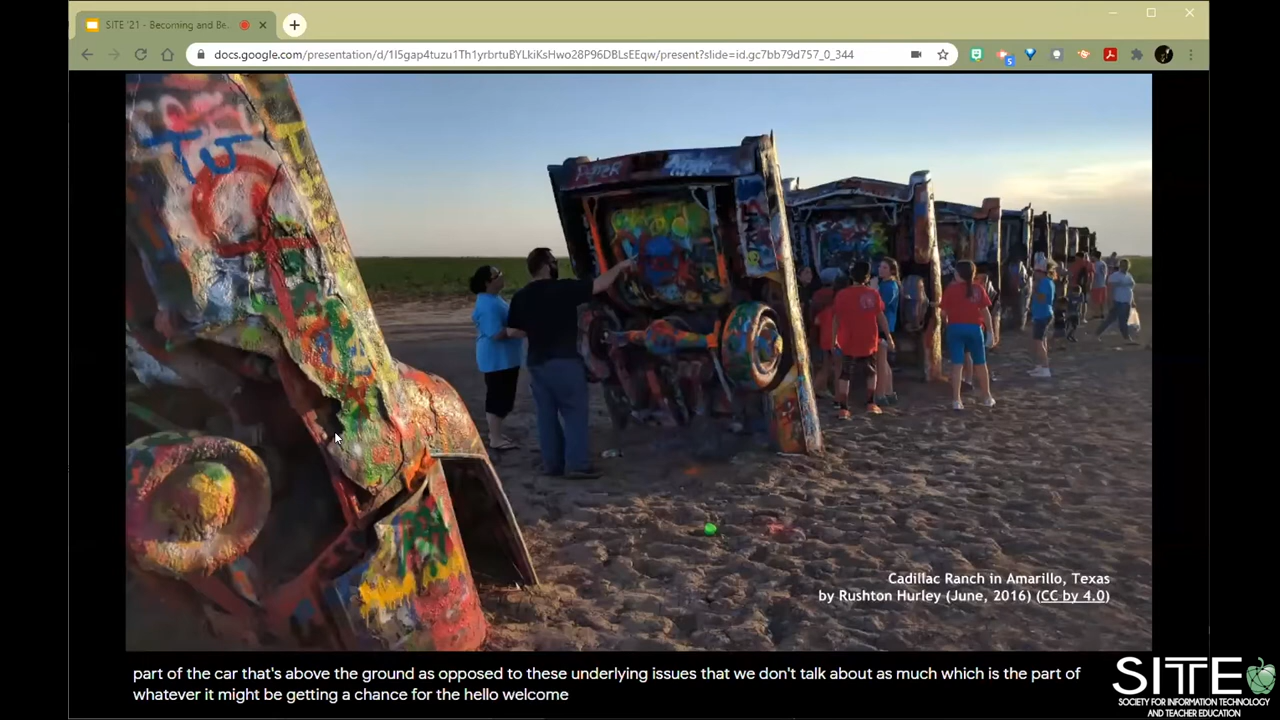 SITE '21 - Becoming and Be..
docs.google.com/presentation/d/1I5gap4tuzu1Th1yrbrtuBYLkiKsHwo28P96DBLsEEqw/present?slide=id.gc7bb79d757_0_344
5
TJ
Cadillac Ranch in Amarillo, Texas
by Rushton Hurley (June, 2016) (CC by 4.0)
part of the car that's above the ground as opposed to these underlying issues that we don't talk about as much which is the part of
whatever it might be getting a chance for the hello welcome
SITE
SOCIETY FOR INFORMATION TECHNOLOGY
AND TEACHER EDUCATION